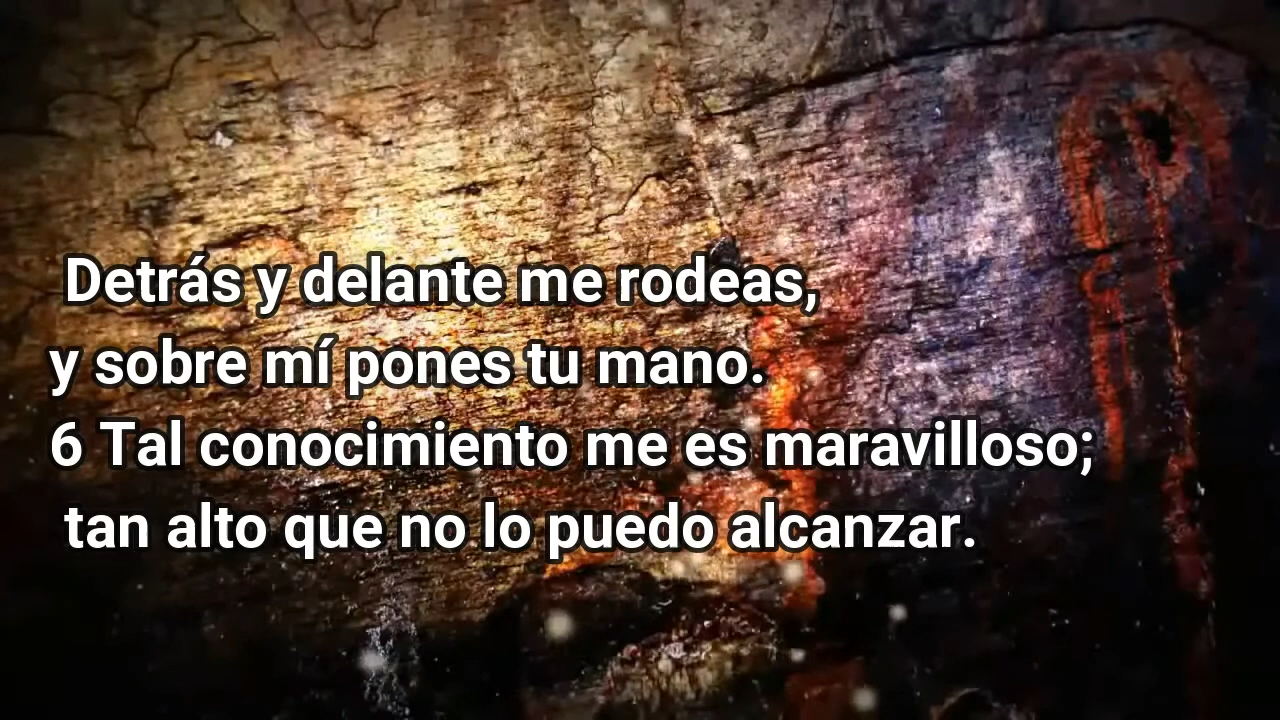 Detrás y delante me rodeas,
y sobre mí pones tu mano.
6 Tal conocimiento me es maravilloso;
tan alto que no lo puedo alcanzar.